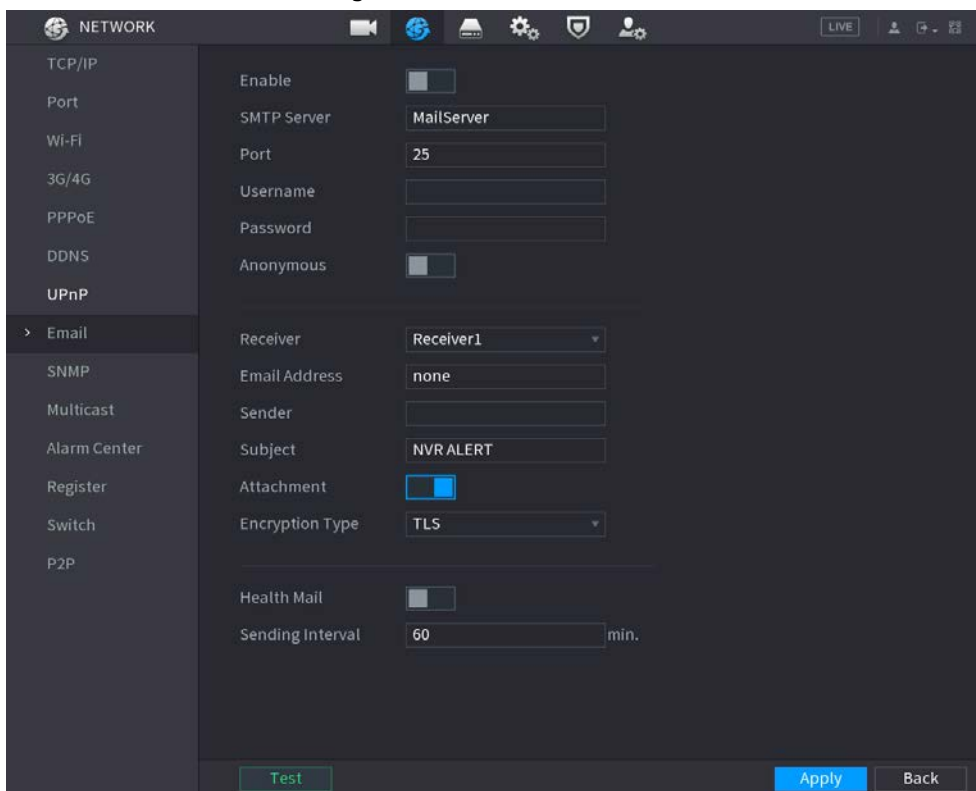 NETWORK
LIVE
TCP/IP
Port
Wi-Fi
3G/4G
PPPoE
DDNS
UPnP
Email
SNMP
Multicast
Alarm Center
Register
Switch
P2P
Enable
SMTP Server MailServer
Port 25
Username
Password
Anonymous
Receiver Receiver1
Email Address none
Sender
Subject NVR ALERT
Attachment
Encryption Type TLS
Health Mail
Sending Interval 60 min.
Test Apply Back